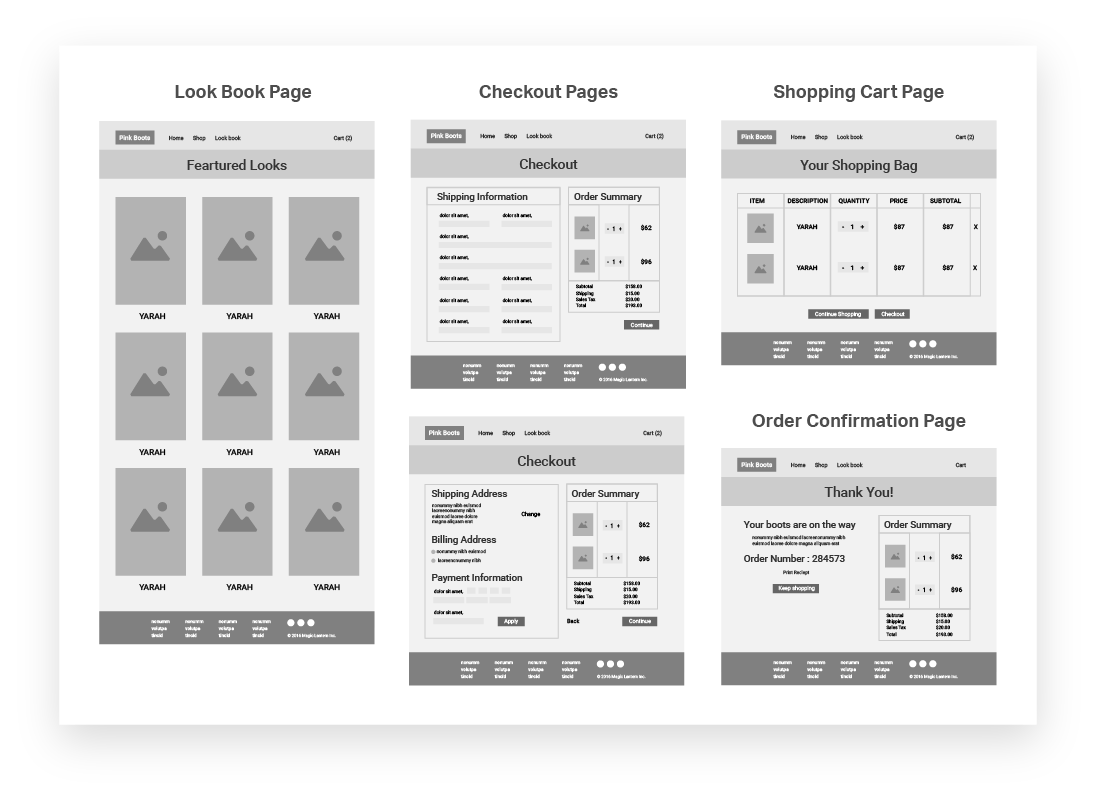 Look Book Page
Pink Boots Home Shop Look book Cart (2)
Feartured Looks
YARAH YARAH YARAH
YARAH YARAH YARAH
YARAH YARAH YARAH
nonumm nonumm nonumm nonumm
volutpa volutpa volutpa volutpa
tincid tincid tincid tincid © 2016 Magic Lantern Inc.
Checkout Pages
Pink Boots Home Shop Look book Cart (2)
Checkout
Shipping Information
dolor sit amet, dolor sit amet,
dolor sit amet,
dolor sit amet,
dolor sit amet, dolor sit amet,
dolor sit amet, dolor sit amet,
dolor sit amet, dolor sit amet,
Order Summary
- 1 + $62
- 1 + $96
Subtotal $158.00
Shipping $15.00
Sales Tax $20.00
Total $193.00
Continue
nonumm nonumm nonumm nonumm
volutpa volutpa volutpa volutpa
tincid tincid tincid tincid © 2016 Magic Lantern Inc.
Pink Boots Home Shop Look book Cart (2)
Checkout
Shipping Address
nonummy nibh euismod
laoreenonummy nibh
euismod laoree dolore
magna aliquam erat
Change
Billing Address
nonummy nibh euismod
laoreenonummy nibh
Payment Information
dolor sit amet,
dolor sit amet,
Apply
Order Summary
- 1 + $62
- 1 + $96
Subtotal $158.00
Shipping $15.00
Sales Tax $20.00
Total $193.00
Back Continue
nonumm nonumm nonumm nonumm
volutpa volutpa volutpa volutpa
tincid tincid tincid tincid © 2016 Magic Lantern Inc.
Shopping Cart Page
Pink Boots Home Shop Look book Cart (2)
Your Shopping Bag
ITEM DESCRIPTION QUANTITY PRICE SUBTOTAL
YARAH - 1 + $87 $87 X
YARAH - 1 + $87 $87 X
Continue Shopping Checkout
nonumm nonumm nonumm nonumm
volutpa volutpa volutpa volutpa
tincid tincid tincid tincid © 2016 Magic Lantern Inc.
Order Confirmation Page
Pink Boots Home Shop Look book Cart
Thank You!
Your boots are on the way
nonummy nibh euismod laoreenonummy nibh
euismod laoree dolore magna aliquam erat
Order Number : 284573
Print Reciept
Keep shopping
Order Summary
- 1 + $62
- 1 + $96
Subtotal $158.00
Shipping $15.00
Sales Tax $20.00
Total $193.00
nonumm nonumm nonumm nonumm
volutpa volutpa volutpa volutpa
tincid tincid tincid tincid © 2016 Magic Lantern Inc.